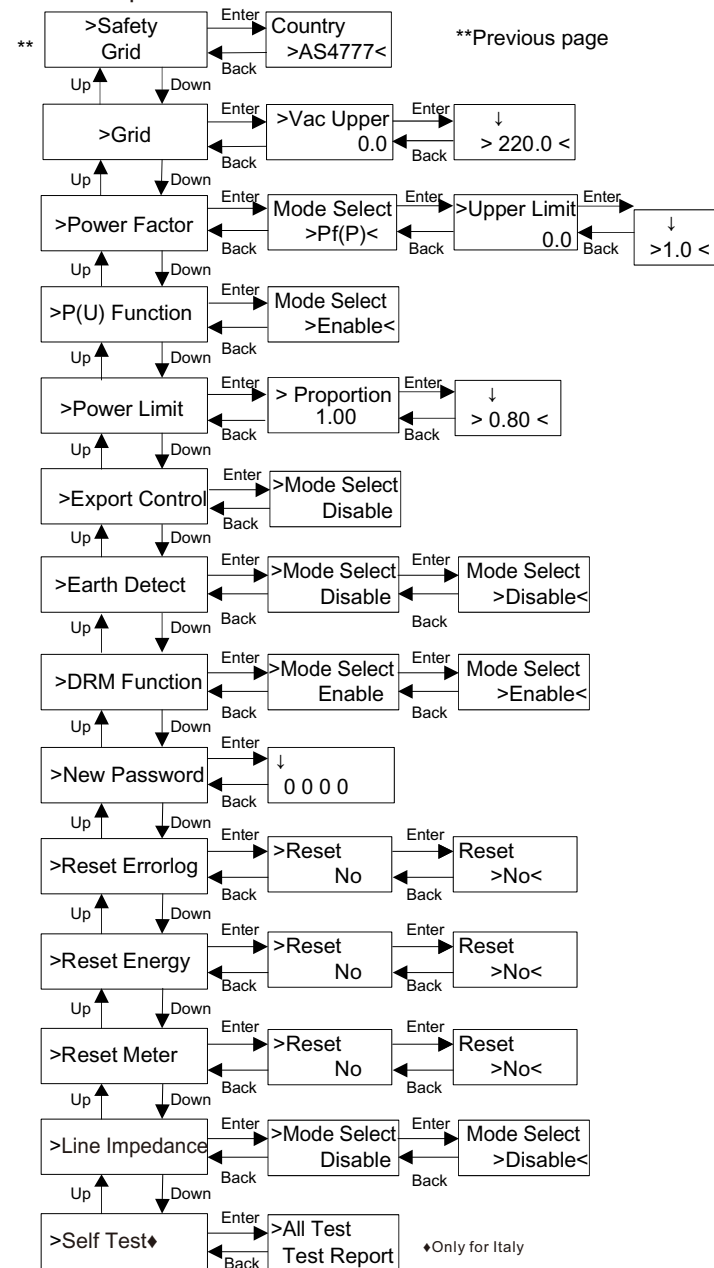 >Safety Enter Country
** Grid >AS4777< **Previous page
Back
Up Down
Enter >Vac Upper Enter ↓
>Grid 0.0 > 220.0 <
Back Back
Up Down
Enter Mode Select Enter >Upper Limit Enter
>Power Factor >Pf(P)< 0.0 ↓
Back Back Back >1.0 <
Up Down
Enter Mode Select
>P(U) Function >Enable<
Back
Up Down
Enter > Proportion Enter ↓
>Power Limit 1.00 > 0.80 <
Back Back
Up Down
Enter >Mode Select
>Export Control Disable
Back
Up Down
Enter >Mode Select Enter Mode Select
>Earth Detect Disable >Disable<
Back Back
Up Down
Enter >Mode Select Enter Mode Select
>DRM Function Enable >Enable<
Back Back
Up Down
Enter ↓
>New Password 0 0 0 0
Back
Up Down
Enter >Reset Enter Reset
>Reset Errorlog No >No<
Back Back
Up Down
Enter >Reset Enter Reset
>Reset Energy No >No<
Back Back
Up Down
Enter >Reset Enter Reset
>Reset Meter No >No<
Back Back
Up Down
Enter >Mode Select Enter Mode Select
>Line Impedance Disable >Disable<
Back Back
Up Down
Enter >All Test
>Self Test♦ Test Report ♦Only for Italy
Back